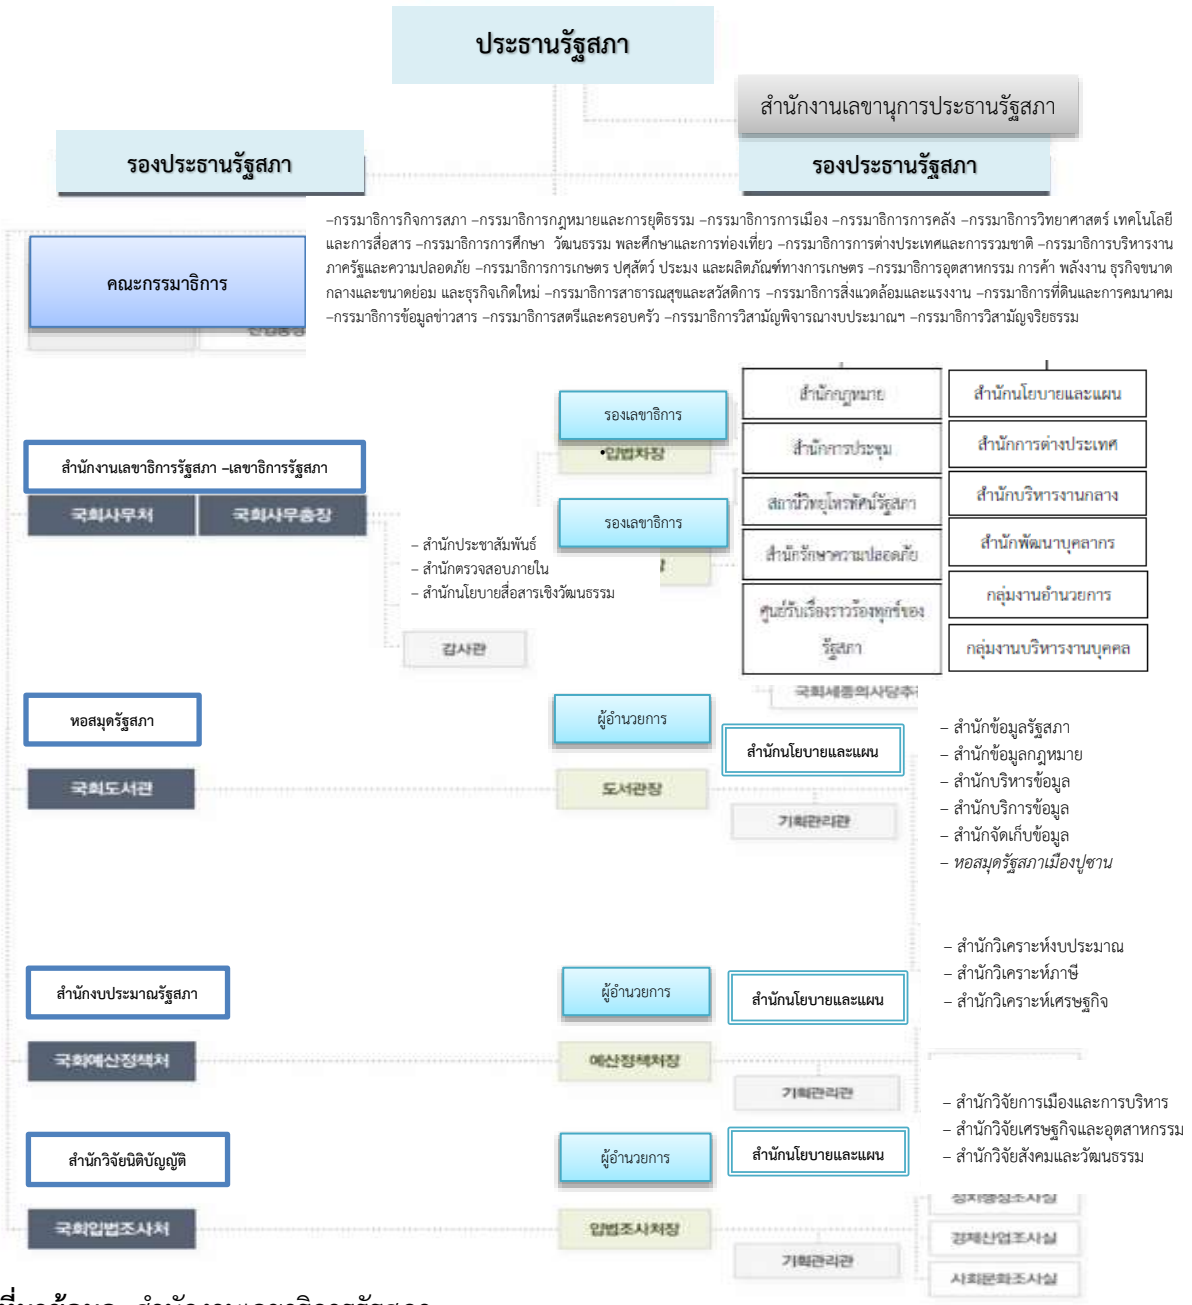 ประธานรัฐสภา
สำนักงานเลขานุการประธานรัฐสภา
รองประธานรัฐสภา
รองประธานรัฐสภา
–กรรมาธิการกิจการสภา –กรรมาธิการกฎหมายและการยุติธรรม –กรรมาธิการการเมือง –กรรมาธิการการคลัง –กรรมาธิการวิทยาศาสตร์ เทคโนโลยี
และการสื่อสาร –กรรมาธิการการศึกษา วัฒนธรรม พละศึกษาและการท่องเที่ยว –กรรมาธิการการต่างประเทศและการรวมชาติ –กรรมาธิการบริหารงาน
ภาครัฐและความปลอดภัย –กรรมาธิการการเกษตร ปศุสัตว์ ประมง และผลิตภัณฑ์ทางการเกษตร –กรรมาธิการอุตสาหกรรม การค้า พลังงาน ธุรกิจขนาด
กลางและขนาดย่อม และธุรกิจเกิดใหม่ –กรรมาธิการสาธารณสุขและสวัสดิการ –กรรมาธิการสิ่งแวดล้อมและแรงงาน –กรรมาธิการที่ดินและการคมนาคม
–กรรมาธิการข้อมูลข่าวสาร –กรรมาธิการสตรีและครอบครัว –กรรมาธิการวิสามัญพิจารณางบประมาณฯ –กรรมาธิการวิสามัญจริยธรรม
คณะกรรมาธิการ
สำนักงานเลขาธิการรัฐสภา –เลขาธิการรัฐสภา
국회사무처
국회사무총장
รองเลขาธิการ
입법차장
รองเลขาธิการ
– สำนักประชาสัมพันธ์
– สำนักตรวจสอบภายใน
– สำนักนโยบายสื่อสารเชิงวัฒนธรรม
감사관
สำนักกฎหมาย
สำนักการประชุม
สถานีวิทยุโทรทัศน์รัฐสภา
สำนักรักษาความปลอดภัย
ศูนย์รับเรื่องราวร้องทุกข์ของ
รัฐสภา
สำนักนโยบายและแผน
สำนักการต่างประเทศ
สำนักบริหารงานกลาง
สำนักพัฒนาบุคลากร
กลุ่มงานอำนวยการ
กลุ่มงานบริหารงานบุคคล
국회세종의사당추
หอสมุดรัฐสภา
국회도서관
ผู้อำนวยการ
도서관장
สำนักนโยบายและแผน
기획관리관
– สำนักข้อมูลรัฐสภา
– สำนักข้อมูลกฎหมาย
– สำนักบริหารข้อมูล
– สำนักบริการข้อมูล
– สำนักจัดเก็บข้อมูล
– หอสมุดรัฐสภาเมืองปูซาน
สำนักงบประมาณรัฐสภา
국회예산정책처
ผู้อำนวยการ
예산정책처장
สำนักนโยบายและแผน
기획관리관
– สำนักวิเคราะห์งบประมาณ
– สำนักวิเคราะห์ภาษี
– สำนักวิเคราะห์เศรษฐกิจ
สำนักวิจัยนิติบัญญัติ
국회입법조사처
ผู้อำนวยการ
입법조사처장
สำนักนโยบายและแผน
기획관리관
– สำนักวิจัยการเมืองและการบริหาร
– สำนักวิจัยเศรษฐกิจและอุตสาหกรรม
– สำนักวิจัยสังคมและวัฒนธรรม
정치행정조사실
경제산업조사실
사회문화조사실